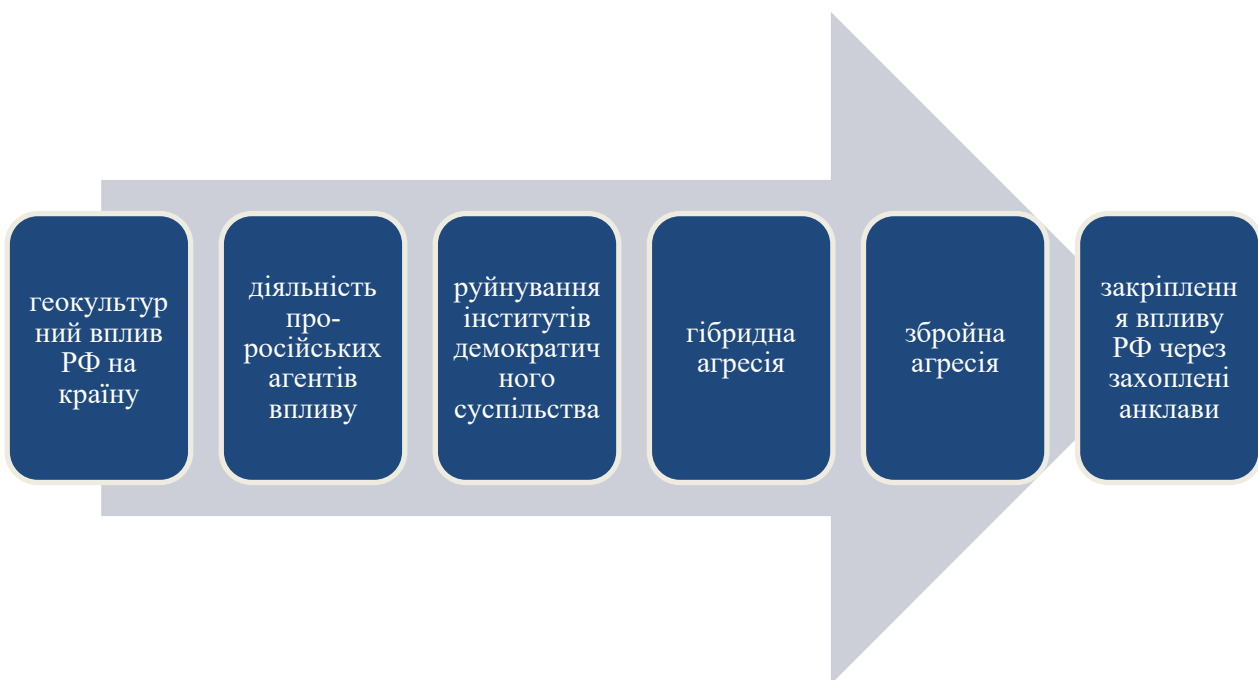 геокультур
ний вплив
РФ на
країну
діяльність
про-
російських
агентів
впливу
руйнування
інститутів
демократич
ного
суспільства
гібридна
агресія
збройна
агресія
закріпленн
я впливу
РФ через
захоплені
анклави